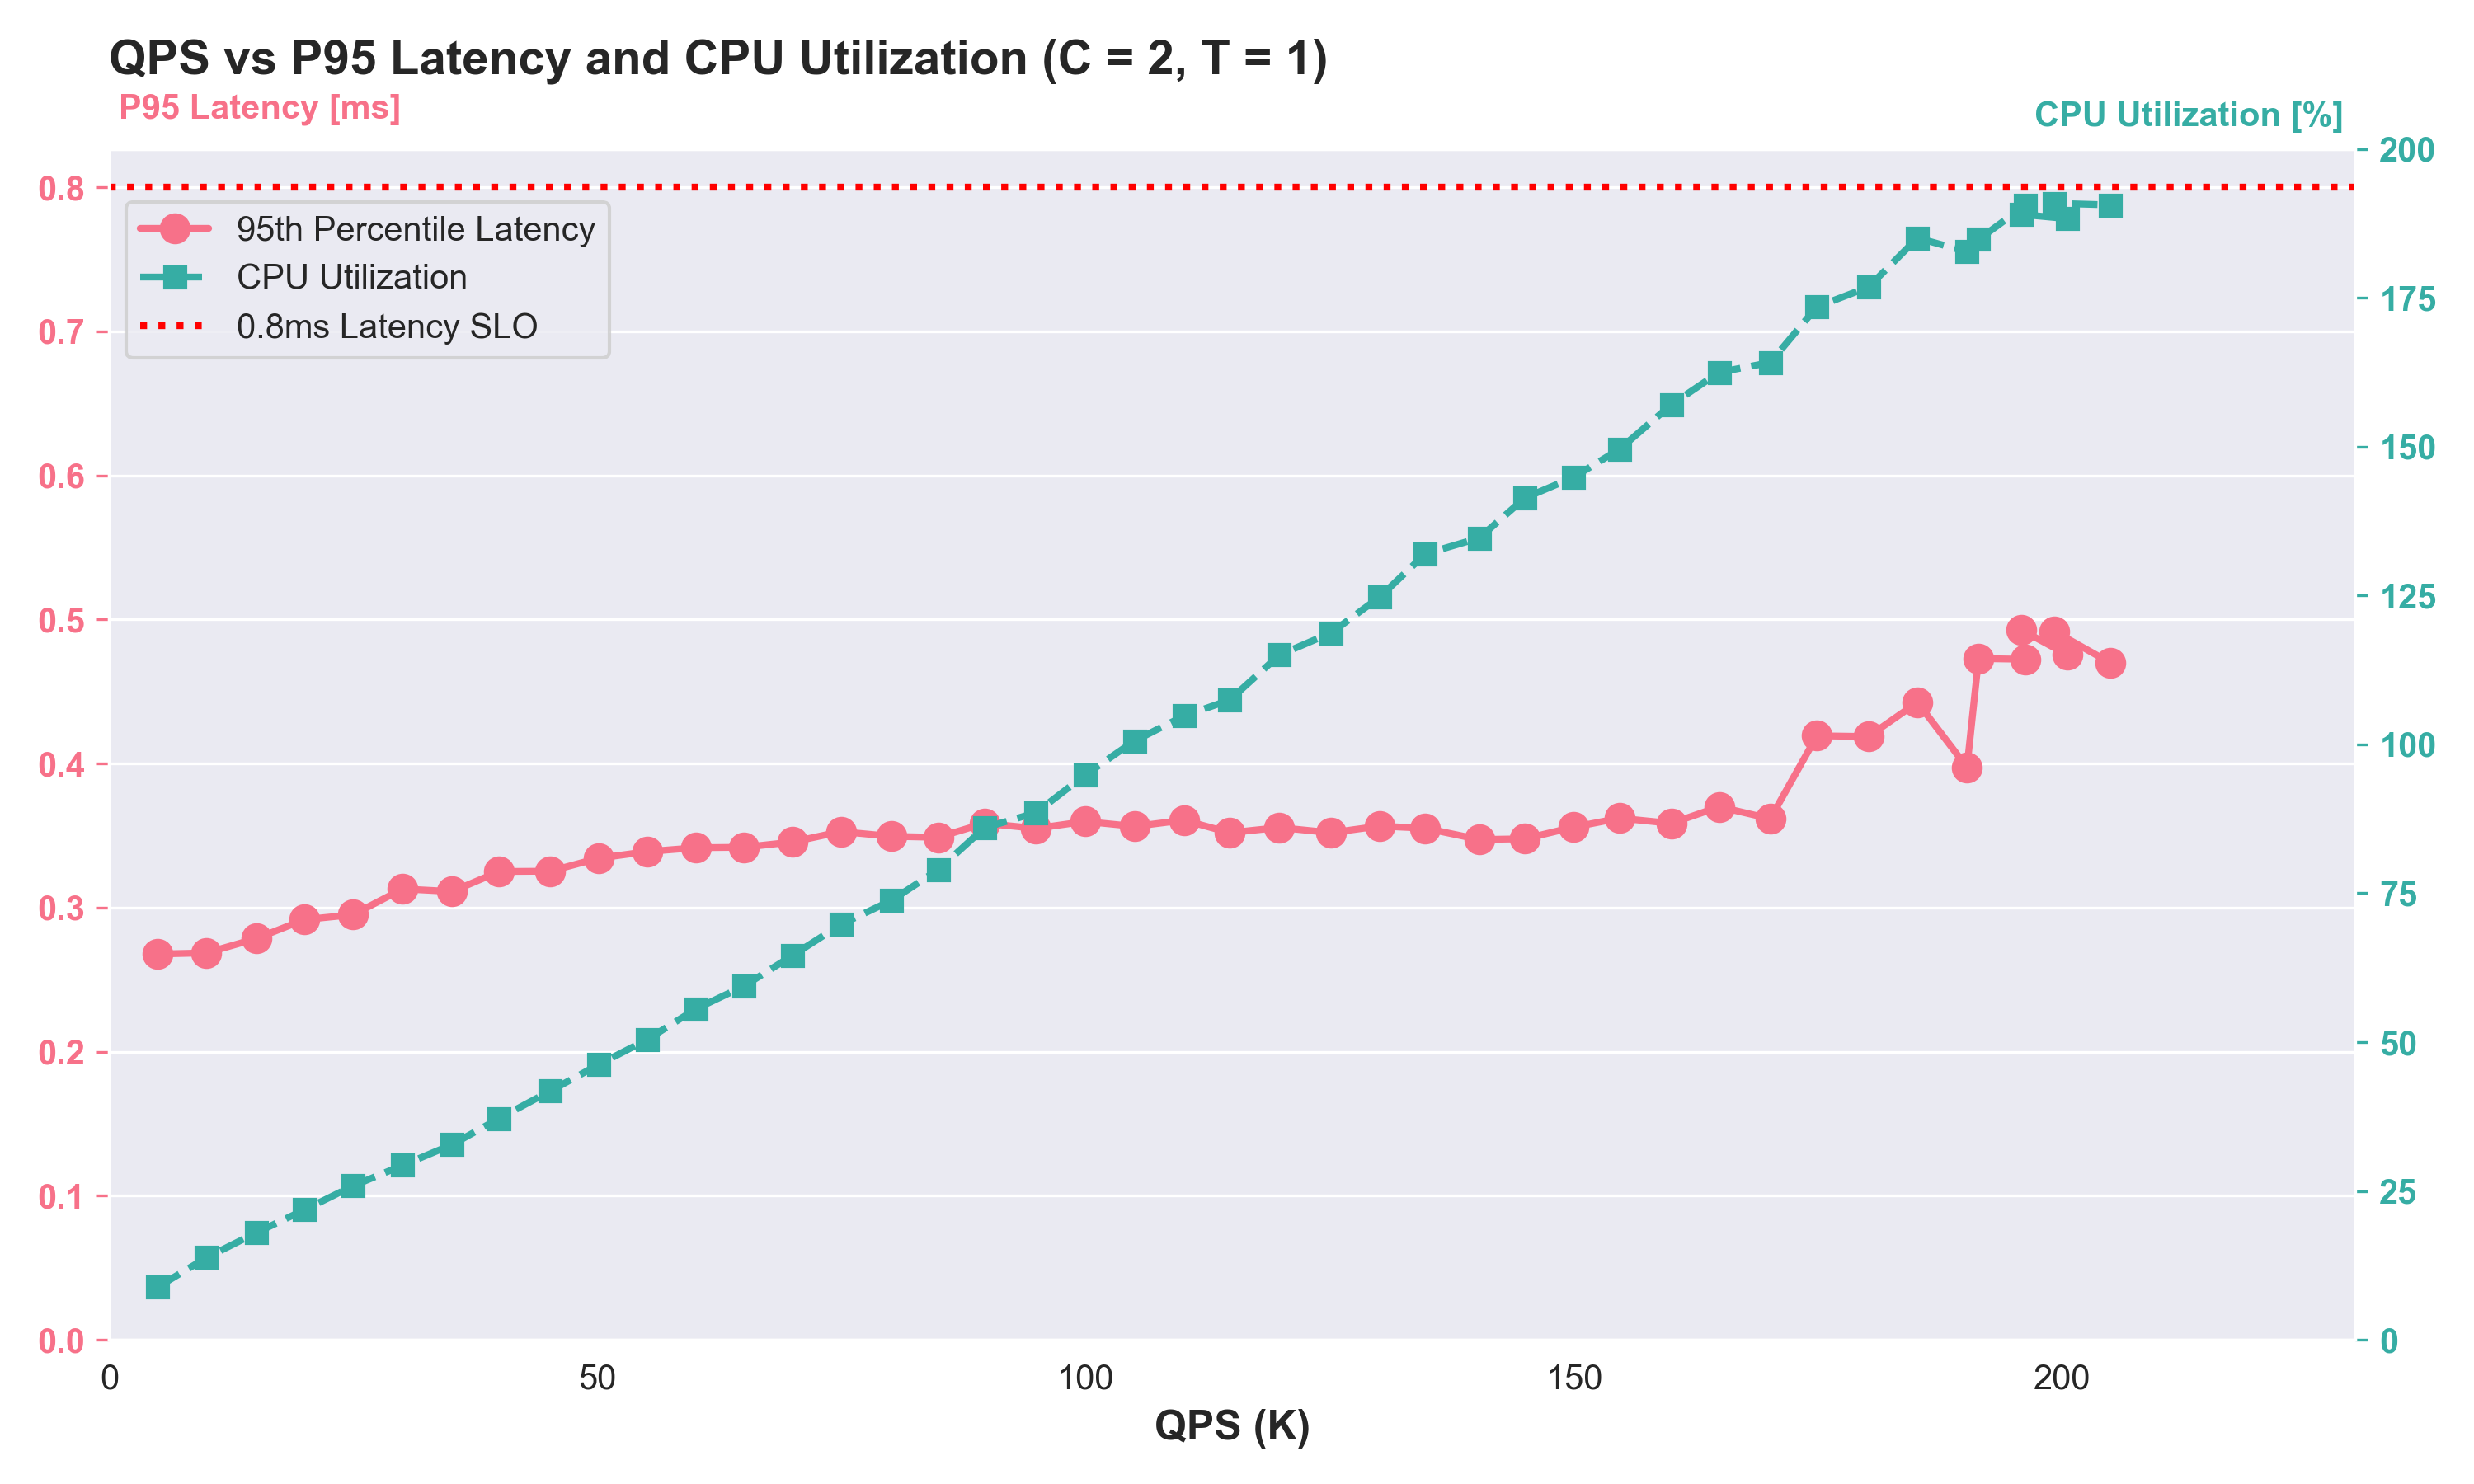 QPS vs P95 Latency and CPU Utilization (C = 2, T = 1)
P95 Latency [ms]
CPU Utilization [%]
95th Percentile Latency
CPU Utilization
0.8ms Latency SLO
0.8
0.7
0.6
0.5
0.4
0.3
0.2
0.1
0.0
200
175
150
125
100
75
50
25
0
0 50 100 150 200
QPS (K)